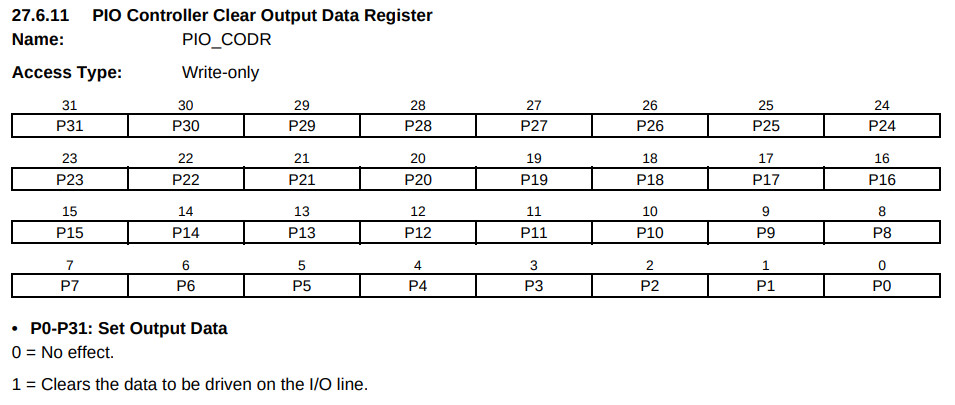 27.6.11 PIO Controller Clear Output Data Register
Name: PIO_CODR
Access Type: Write-only
31 30 29 28 27 26 25 24
P31 P30 P29 P28 P27 P26 P25 P24
23 22 21 20 19 18 17 16
P23 P22 P21 P20 P19 P18 P17 P16
15 14 13 12 11 10 9 8
P15 P14 P13 P12 P11 P10 P9 P8
7 6 5 4 3 2 1 0
P7 P6 P5 P4 P3 P2 P1 P0
• P0-P31: Set Output Data
0 = No effect.
1 = Clears the data to be driven on the I/O line.